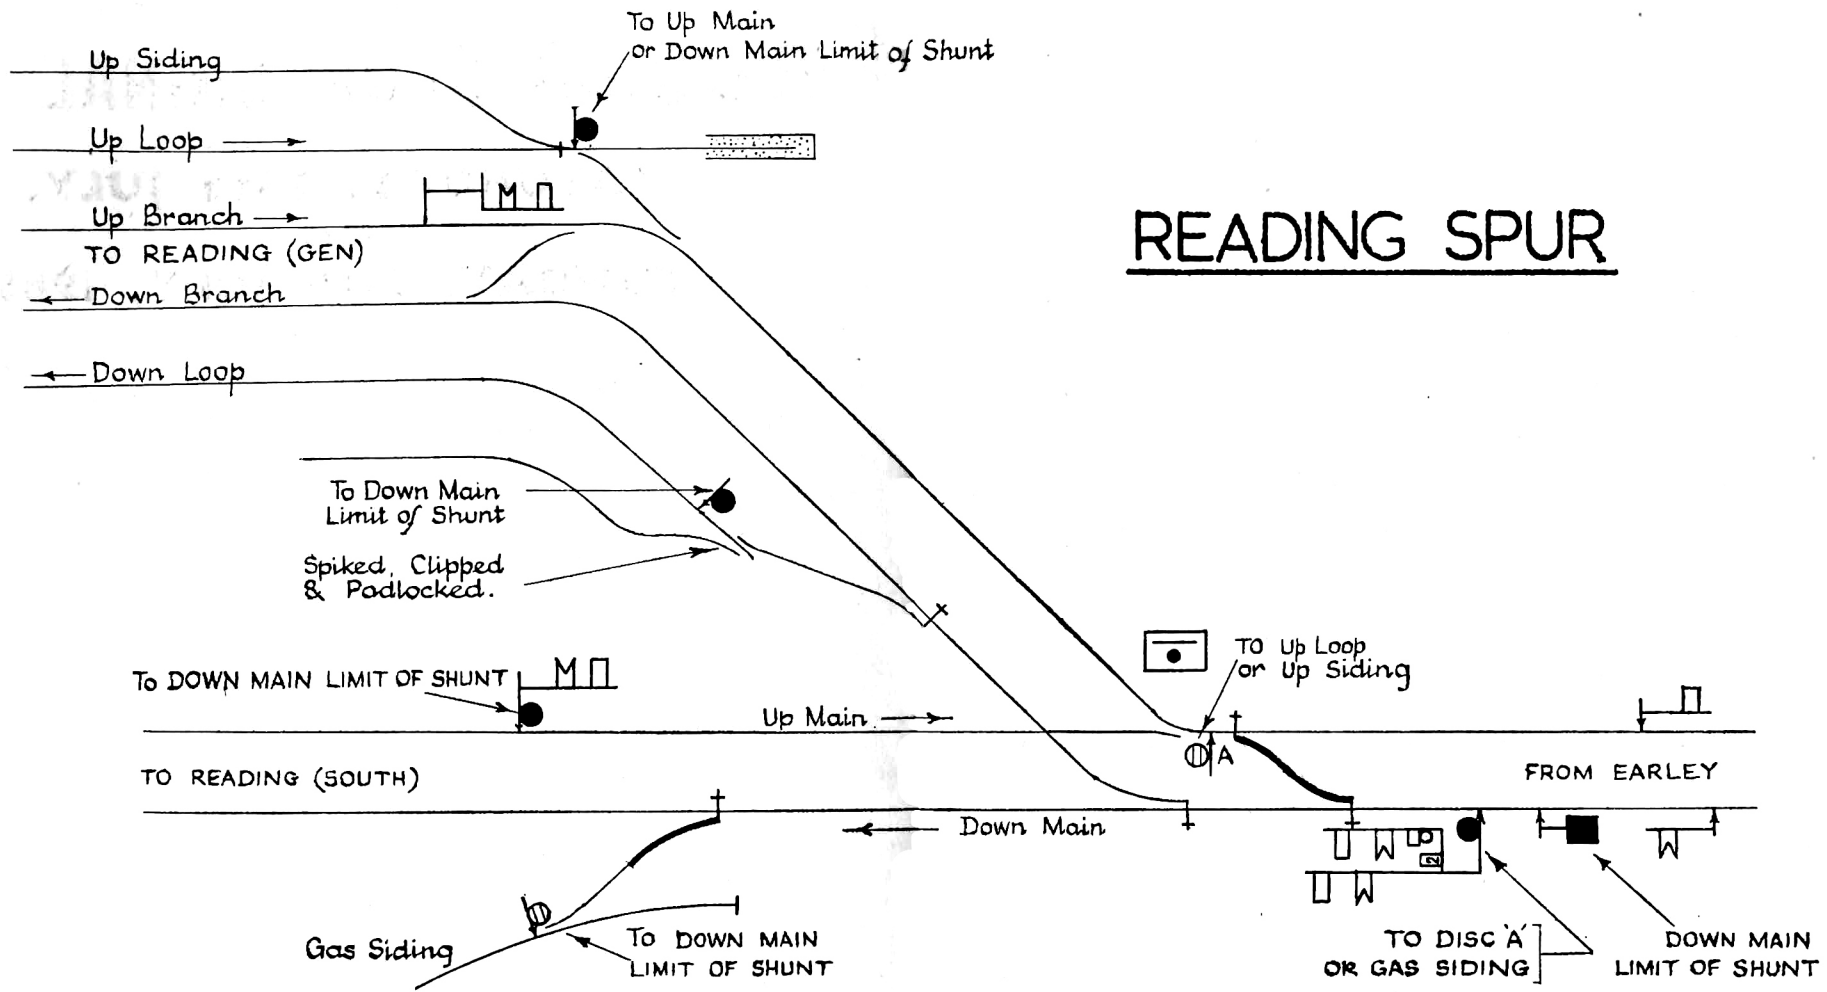 To Up Main
or Down Main Limit of Shunt
Up Siding
Up Loop
M
Up Branch
TO READING (GEN)
READING SPUR
Down Branch
Down Loop
To Down Main
Limit of Shunt
Spiked, Clipped
& Padlocked.
To DOWN MAIN LIMIT OF SHUNT
M
TO Up Loop
or Up Siding
Up Main
A
TO READING (SOUTH)
FROM EARLEY
Down Main
2
Gas Siding
To DOWN MAIN
LIMIT OF SHUNT
TO DISC 'A'
OR GAS SIDING
DOWN MAIN
LIMIT OF SHUNT